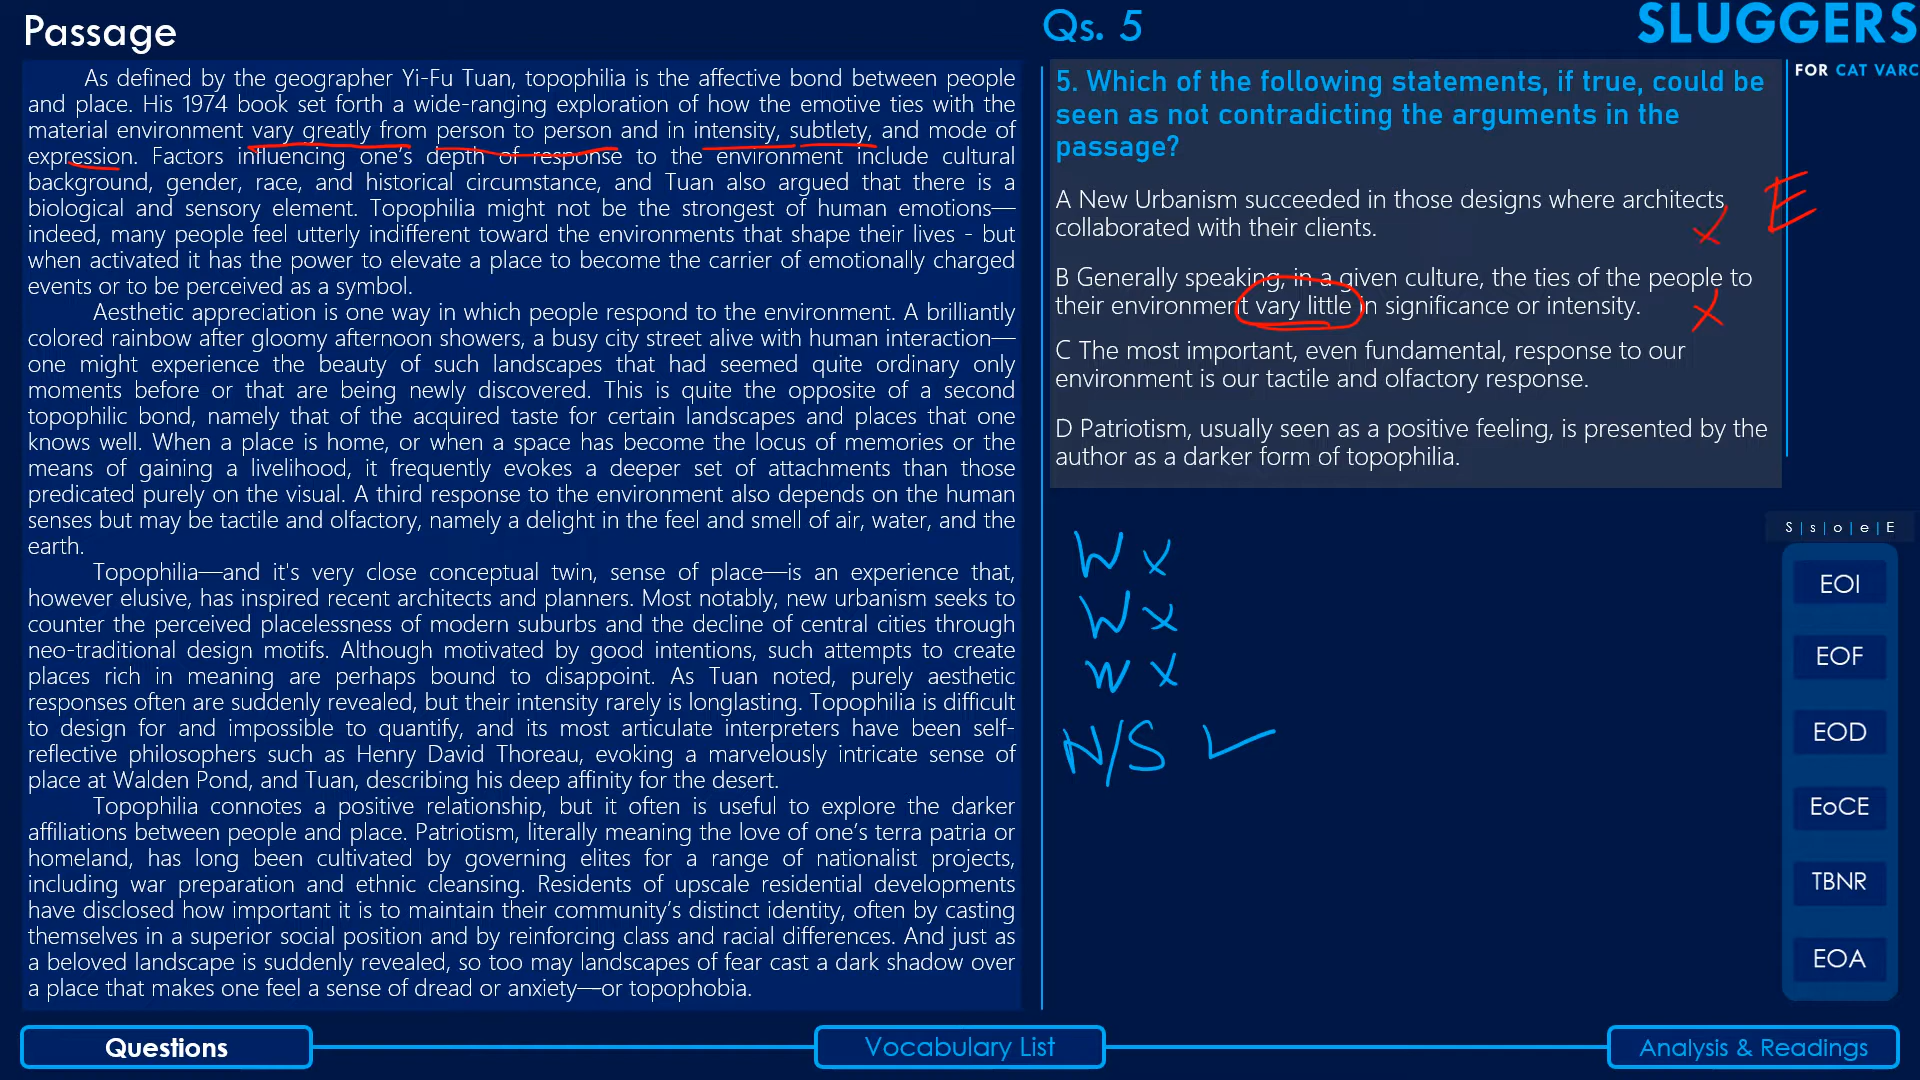 Passage
As defined by the geographer Yi-Fu Tuan, topophilia is the affective bond between people
and place. His 1974 book set forth a wide-ranging exploration of how the emotive ties with the
material environment vary greatly from person to person and in intensity, subtlety, and mode of
expression. Factors influencing one's depth of response to the environment include cultural
background, gender, race, and historical circumstance, and Tuan also argued that there is a
biological and sensory element. Topophilia might not be the strongest of human emotions—
indeed, many people feel utterly indifferent toward the environments that shape their lives - but
when activated it has the power to elevate a place to become the carrier of emotionally charged
events or to be perceived as a symbol.
Aesthetic appreciation is one way in which people respond to the environment. A brilliantly
colored rainbow after gloomy afternoon showers, a busy city street alive with human interaction—
one might experience the beauty of such landscapes that had seemed quite ordinary only
moments before or that are being newly discovered. This is quite the opposite of a second
topophilic bond, namely that of the acquired taste for certain landscapes and places that one
knows well. When a place is home, or when a space has become the locus of memories or the
means of gaining a livelihood, it frequently evokes a deeper set of attachments than those
predicated purely on the visual. A third response to the environment also depends on the human
senses but may be tactile and olfactory, namely a delight in the feel and smell of air, water, and the
earth.
Topophilia—and it's very close conceptual twin, sense of place—is an experience that,
however elusive, has inspired recent architects and planners. Most notably, new urbanism seeks to
counter the perceived placelessness of modern suburbs and the decline of central cities through
neo-traditional design motifs. Although motivated by good intentions, such attempts to create
places rich in meaning are perhaps bound to disappoint. As Tuan noted, purely aesthetic
responses often are suddenly revealed, but their intensity rarely is longlasting. Topophilia is difficult
to design for and impossible to quantify, and its most articulate interpreters have been self-
reflective philosophers such as Henry David Thoreau, evoking a marvelously intricate sense of
place at Walden Pond, and Tuan, describing his deep affinity for the desert.
Topophilia connotes a positive relationship, but it often is useful to explore the darker
affiliations between people and place. Patriotism, literally meaning the love of one's terra patria or
homeland, has long been cultivated by governing elites for a range of nationalist projects,
including war preparation and ethnic cleansing. Residents of upscale residential developments
have disclosed how important it is to maintain their community's distinct identity, often by casting
themselves in a superior social position and by reinforcing class and racial differences. And just as
a beloved landscape is suddenly revealed, so too may landscapes of fear cast a dark shadow over
a place that makes one feel a sense of dread or anxiety—or topophobia.
Qs. 5
SLUGGERS
FOR CAT VARC
5. Which of the following statements, if true, could be
seen as not contradicting the arguments in the
passage?
A New Urbanism succeeded in those designs where architects
collaborated with their clients.
x E
B Generally speaking, in a given culture, the ties of the people to
their environment vary little in significance or intensity.
x
C The most important, even fundamental, response to our
environment is our tactile and olfactory response.
D Patriotism, usually seen as a positive feeling, is presented by the
author as a darker form of topophilia.
W x
W x
W x
N/S ✓
S | s | o | e | E
EOI
EOF
EOD
EoCE
TBNR
EOA
Questions
Vocabulary List
Analysis & Readings